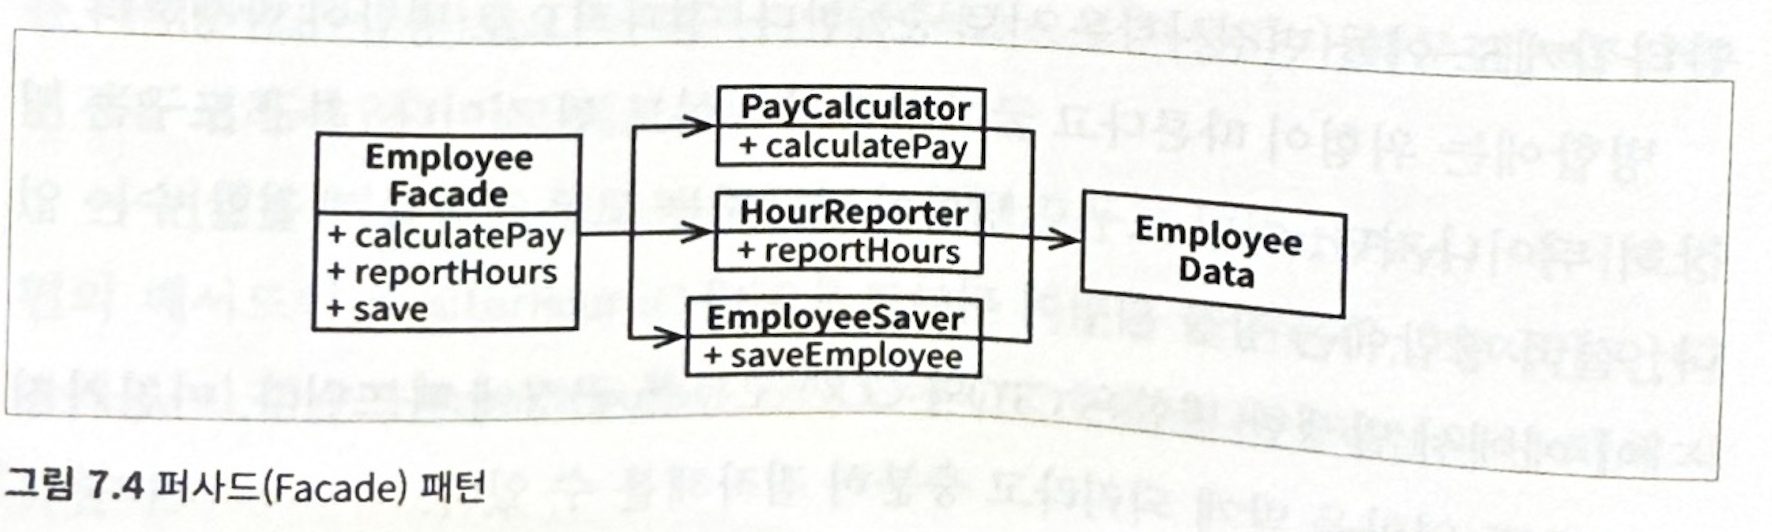 Employee
Facade
+ calculatePay
+ reportHours
+ save
PayCalculator
+ calculatePay
HourReporter
+ reportHours
EmployeeSaver
+ saveEmployee
Employee
Data
그림 7.4 퍼사드(Facade) 패턴